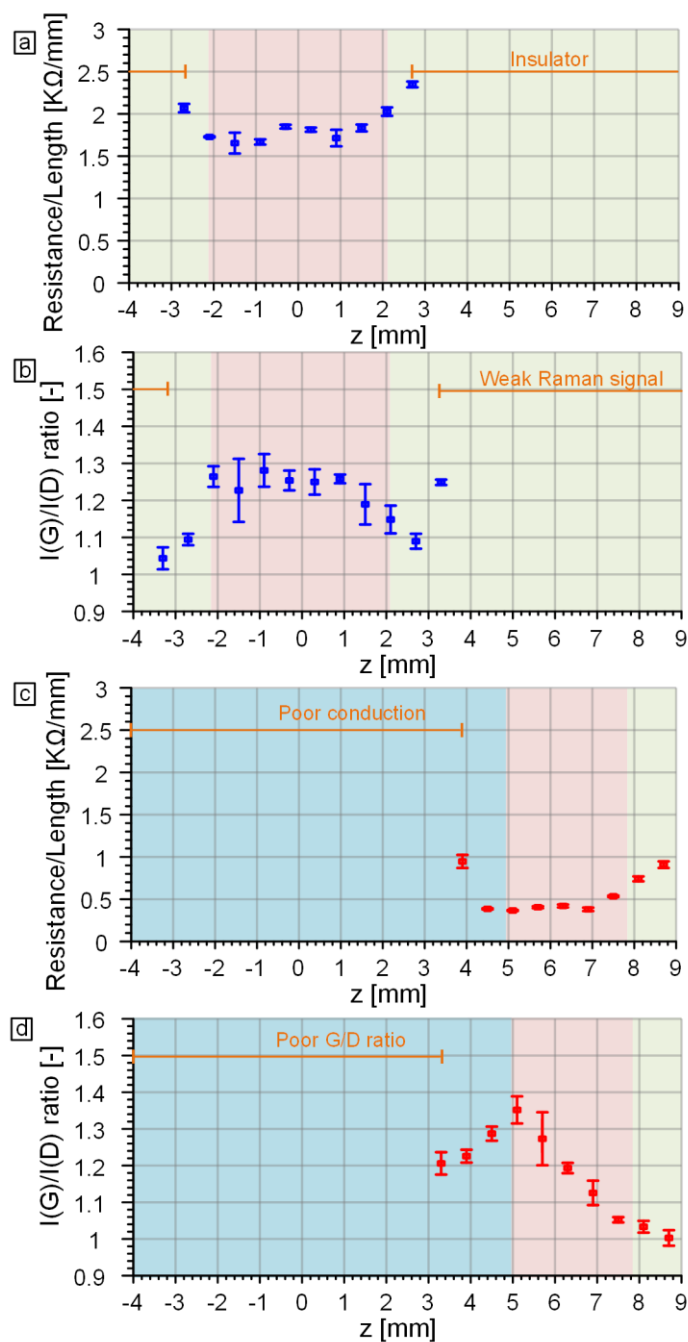 a
Resistance/Length [KΩ/mm]
3
2.5
2
1.5
1
0.5
0
Insulator
-4 -3 -2 -1 0 1 2 3 4 5 6 7 8 9
z [mm]
b
I(G)/I(D) ratio [-]
1.6
1.5
1.4
1.3
1.2
1.1
1
0.9
Weak Raman signal
-4 -3 -2 -1 0 1 2 3 4 5 6 7 8 9
z [mm]
c
Resistance/Length [KΩ/mm]
3
2.5
2
1.5
1
0.5
0
Poor conduction
-4 -3 -2 -1 0 1 2 3 4 5 6 7 8 9
z [mm]
d
I(G)/I(D) ratio [-]
1.6
1.5
1.4
1.3
1.2
1.1
1
0.9
Poor G/D ratio
-4 -3 -2 -1 0 1 2 3 4 5 6 7 8 9
z [mm]